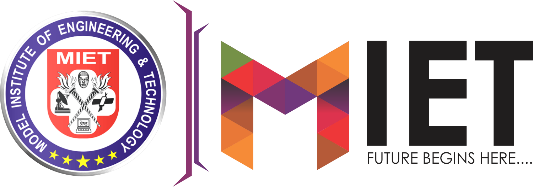 MODEL INSTITUTE OF ENGINEERING & TECHNOLOGY
MIET
MIET
FUTURE BEGINS HERE....